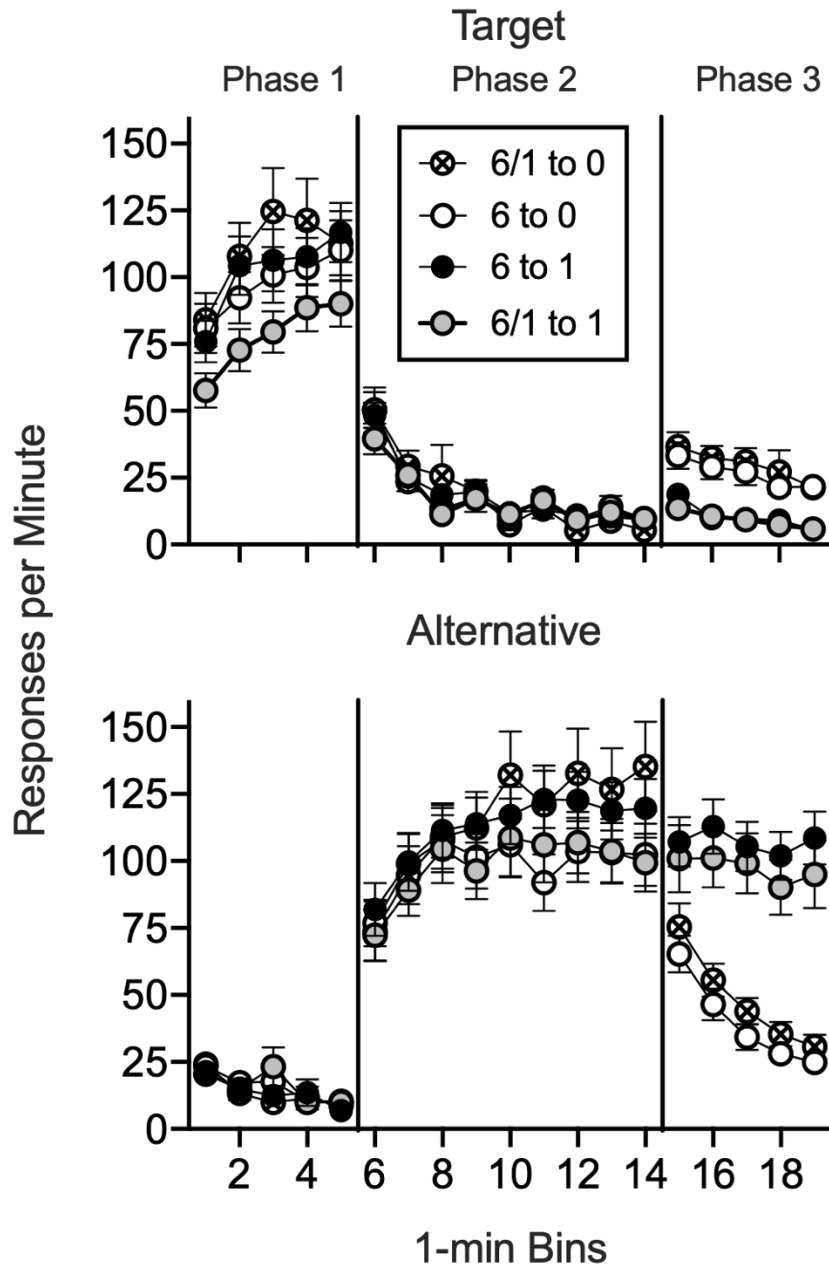 Target
Phase 1 Phase 2 Phase 3
150
125
100
75
50
25
0
6/1 to 0
6 to 0
6 to 1
6/1 to 1
Responses per Minute
Alternative
150
125
100
75
50
25
0
2 4 6 8 10 12 14 16 18
1-min Bins